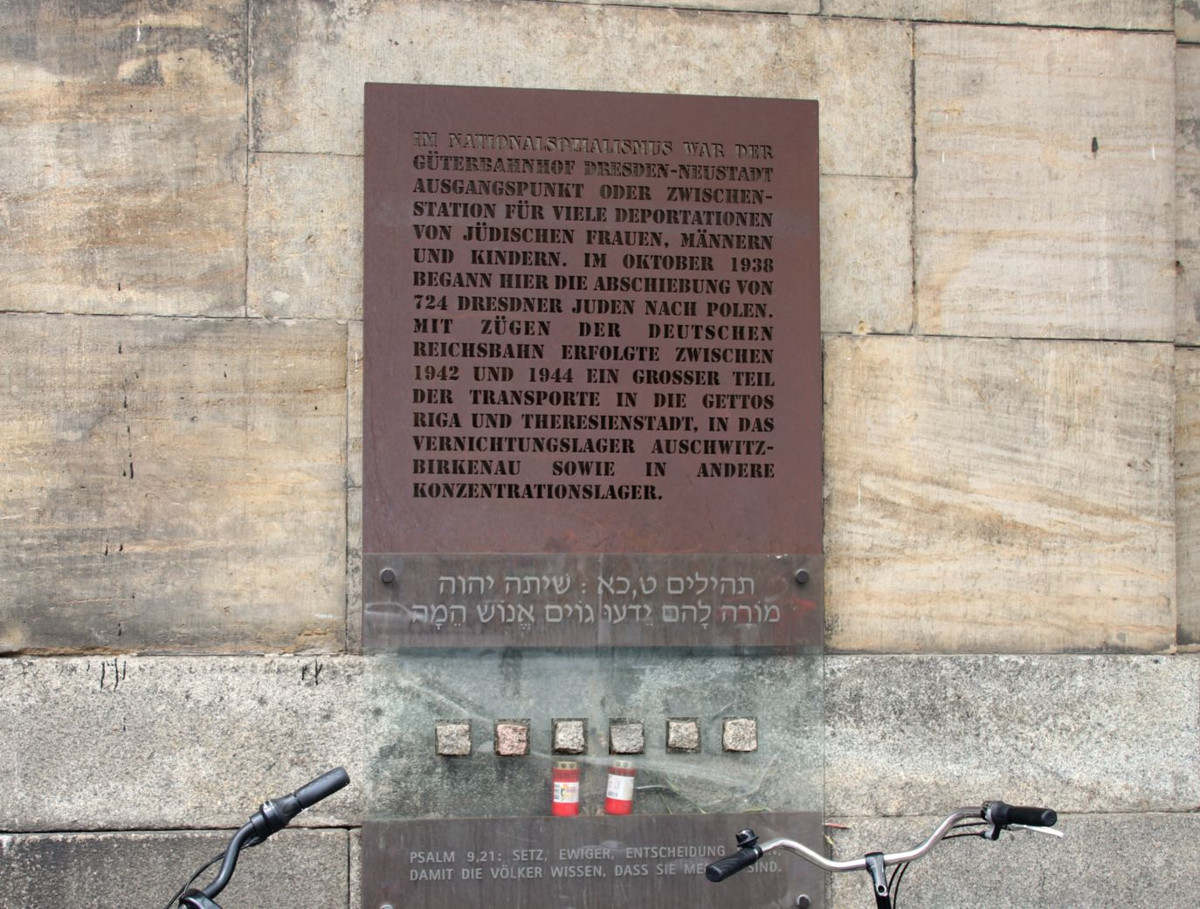 IM NATIONALSOZIALISMUS WAR DER
GÜTERBAHNHOF DRESDEN-NEUSTADT
AUSGANGSPUNKT ODER ZWISCHEN-
STATION FÜR VIELE DEPORTATIONEN
VON JÜDISCHEN FRAUEN, MÄNNERN
UND KINDERN. IM OKTOBER 1938
BEGANN HIER DIE ABSCHIEBUNG VON
724 DRESDNER JUDEN NACH POLEN.
MIT ZÜGEN DER DEUTSCHEN
REICHSBAHN ERFOLGTE ZWISCHEN
1942 UND 1944 EIN GROSSER TEIL
DER TRANSPORTE IN DIE GETTOS
RIGA UND THERESIENSTADT, IN DAS
VERNICHTUNGSLAGER AUSCHWITZ-
BIRKENAU SOWIE IN ANDERE
KONZENTRATIONSLAGER.
תהילים ט,כא : שיתה יהוה
מוֹרָה לָהֶם יֵדעוּ גוֹיִם אֱנוֹשׁ הֵמָה
PSALM 9,21: SETZ, EWIGER, ENTSCHEIDUNG
DAMIT DIE VÖLKER WISSEN, DASS SIE SIND.